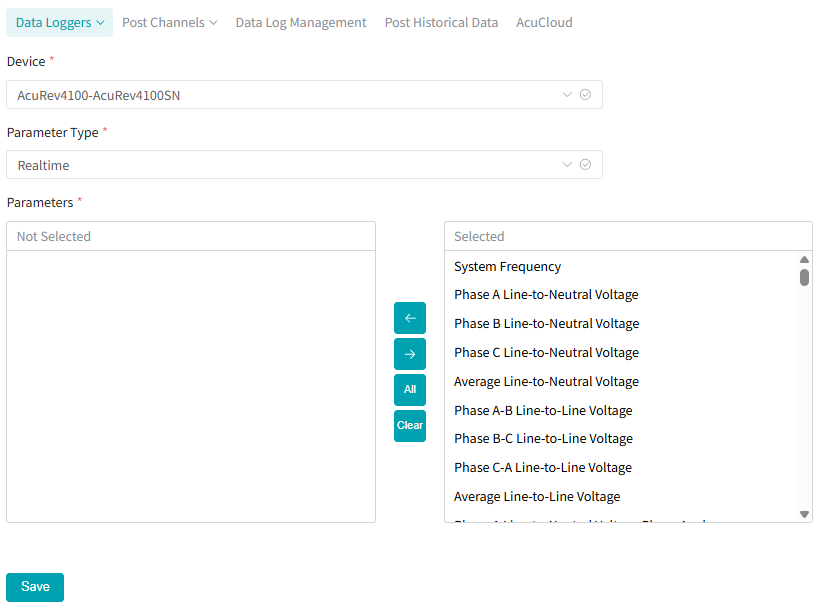 Data Loggers Post Channels Data Log Management Post Historical Data AcuCloud
Device *
AcuRev4100-AcuRev4100SN
Parameter Type *
Realtime
Parameters *
Not Selected
All
Clear
Selected
System Frequency
Phase A Line-to-Neutral Voltage
Phase B Line-to-Neutral Voltage
Phase C Line-to-Neutral Voltage
Average Line-to-Neutral Voltage
Phase A-B Line-to-Line Voltage
Phase B-C Line-to-Line Voltage
Phase C-A Line-to-Line Voltage
Average Line-to-Line Voltage
Save